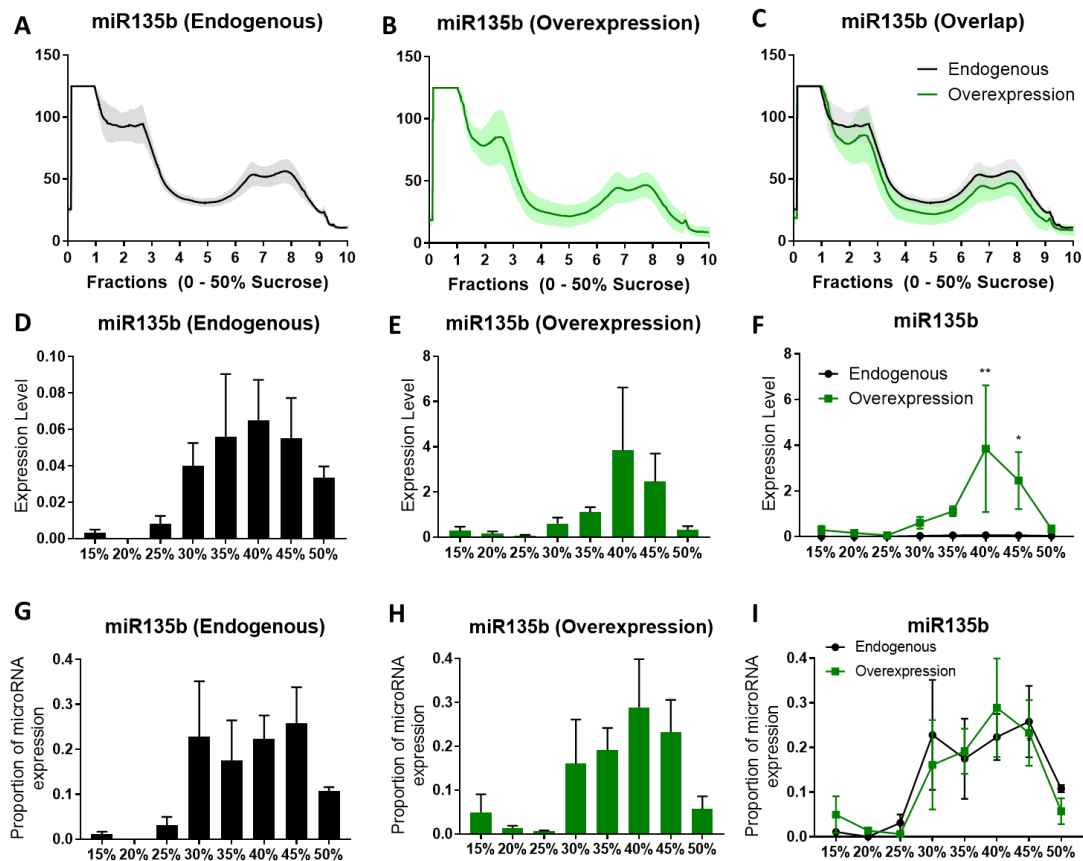 A
miR135b (Endogenous)
150
100
50
0
0 1 2 3 4 5 6 7 8 9 10
Fractions (0 - 50% Sucrose)
B
miR135b (Overexpression)
150
100
50
0
0 1 2 3 4 5 6 7 8 9 10
Fractions (0 - 50% Sucrose)
C
miR135b (Overlap)
Endogenous
Overexpression
150
100
50
0
0 1 2 3 4 5 6 7 8 9 10
Fractions (0 - 50% Sucrose)
D
miR135b (Endogenous)
Expression Level
0.10
0.08
0.06
0.04
0.02
0.00
15% 20% 25% 30% 35% 40% 45% 50%
E
miR135b (Overexpression)
Expression Level
8
6
4
2
0
15% 20% 25% 30% 35% 40% 45% 50%
F
miR135b
Endogenous
Overexpression
**
*
Expression Level
8
6
4
2
0
15% 20% 25% 30% 35% 40% 45% 50%
G
miR135b (Endogenous)
Proportion of microRNA
expression
0.4
0.3
0.2
0.1
0.0
15% 20% 25% 30% 35% 40% 45% 50%
H
miR135b (Overexpression)
Proportion of microRNA
expression
0.4
0.3
0.2
0.1
0.0
15% 20% 25% 30% 35% 40% 45% 50%
I
miR135b
Endogenous
Overexpression
Proportion of microRNA
expression
0.4
0.3
0.2
0.1
0.0
15% 20% 25% 30% 35% 40% 45% 50%